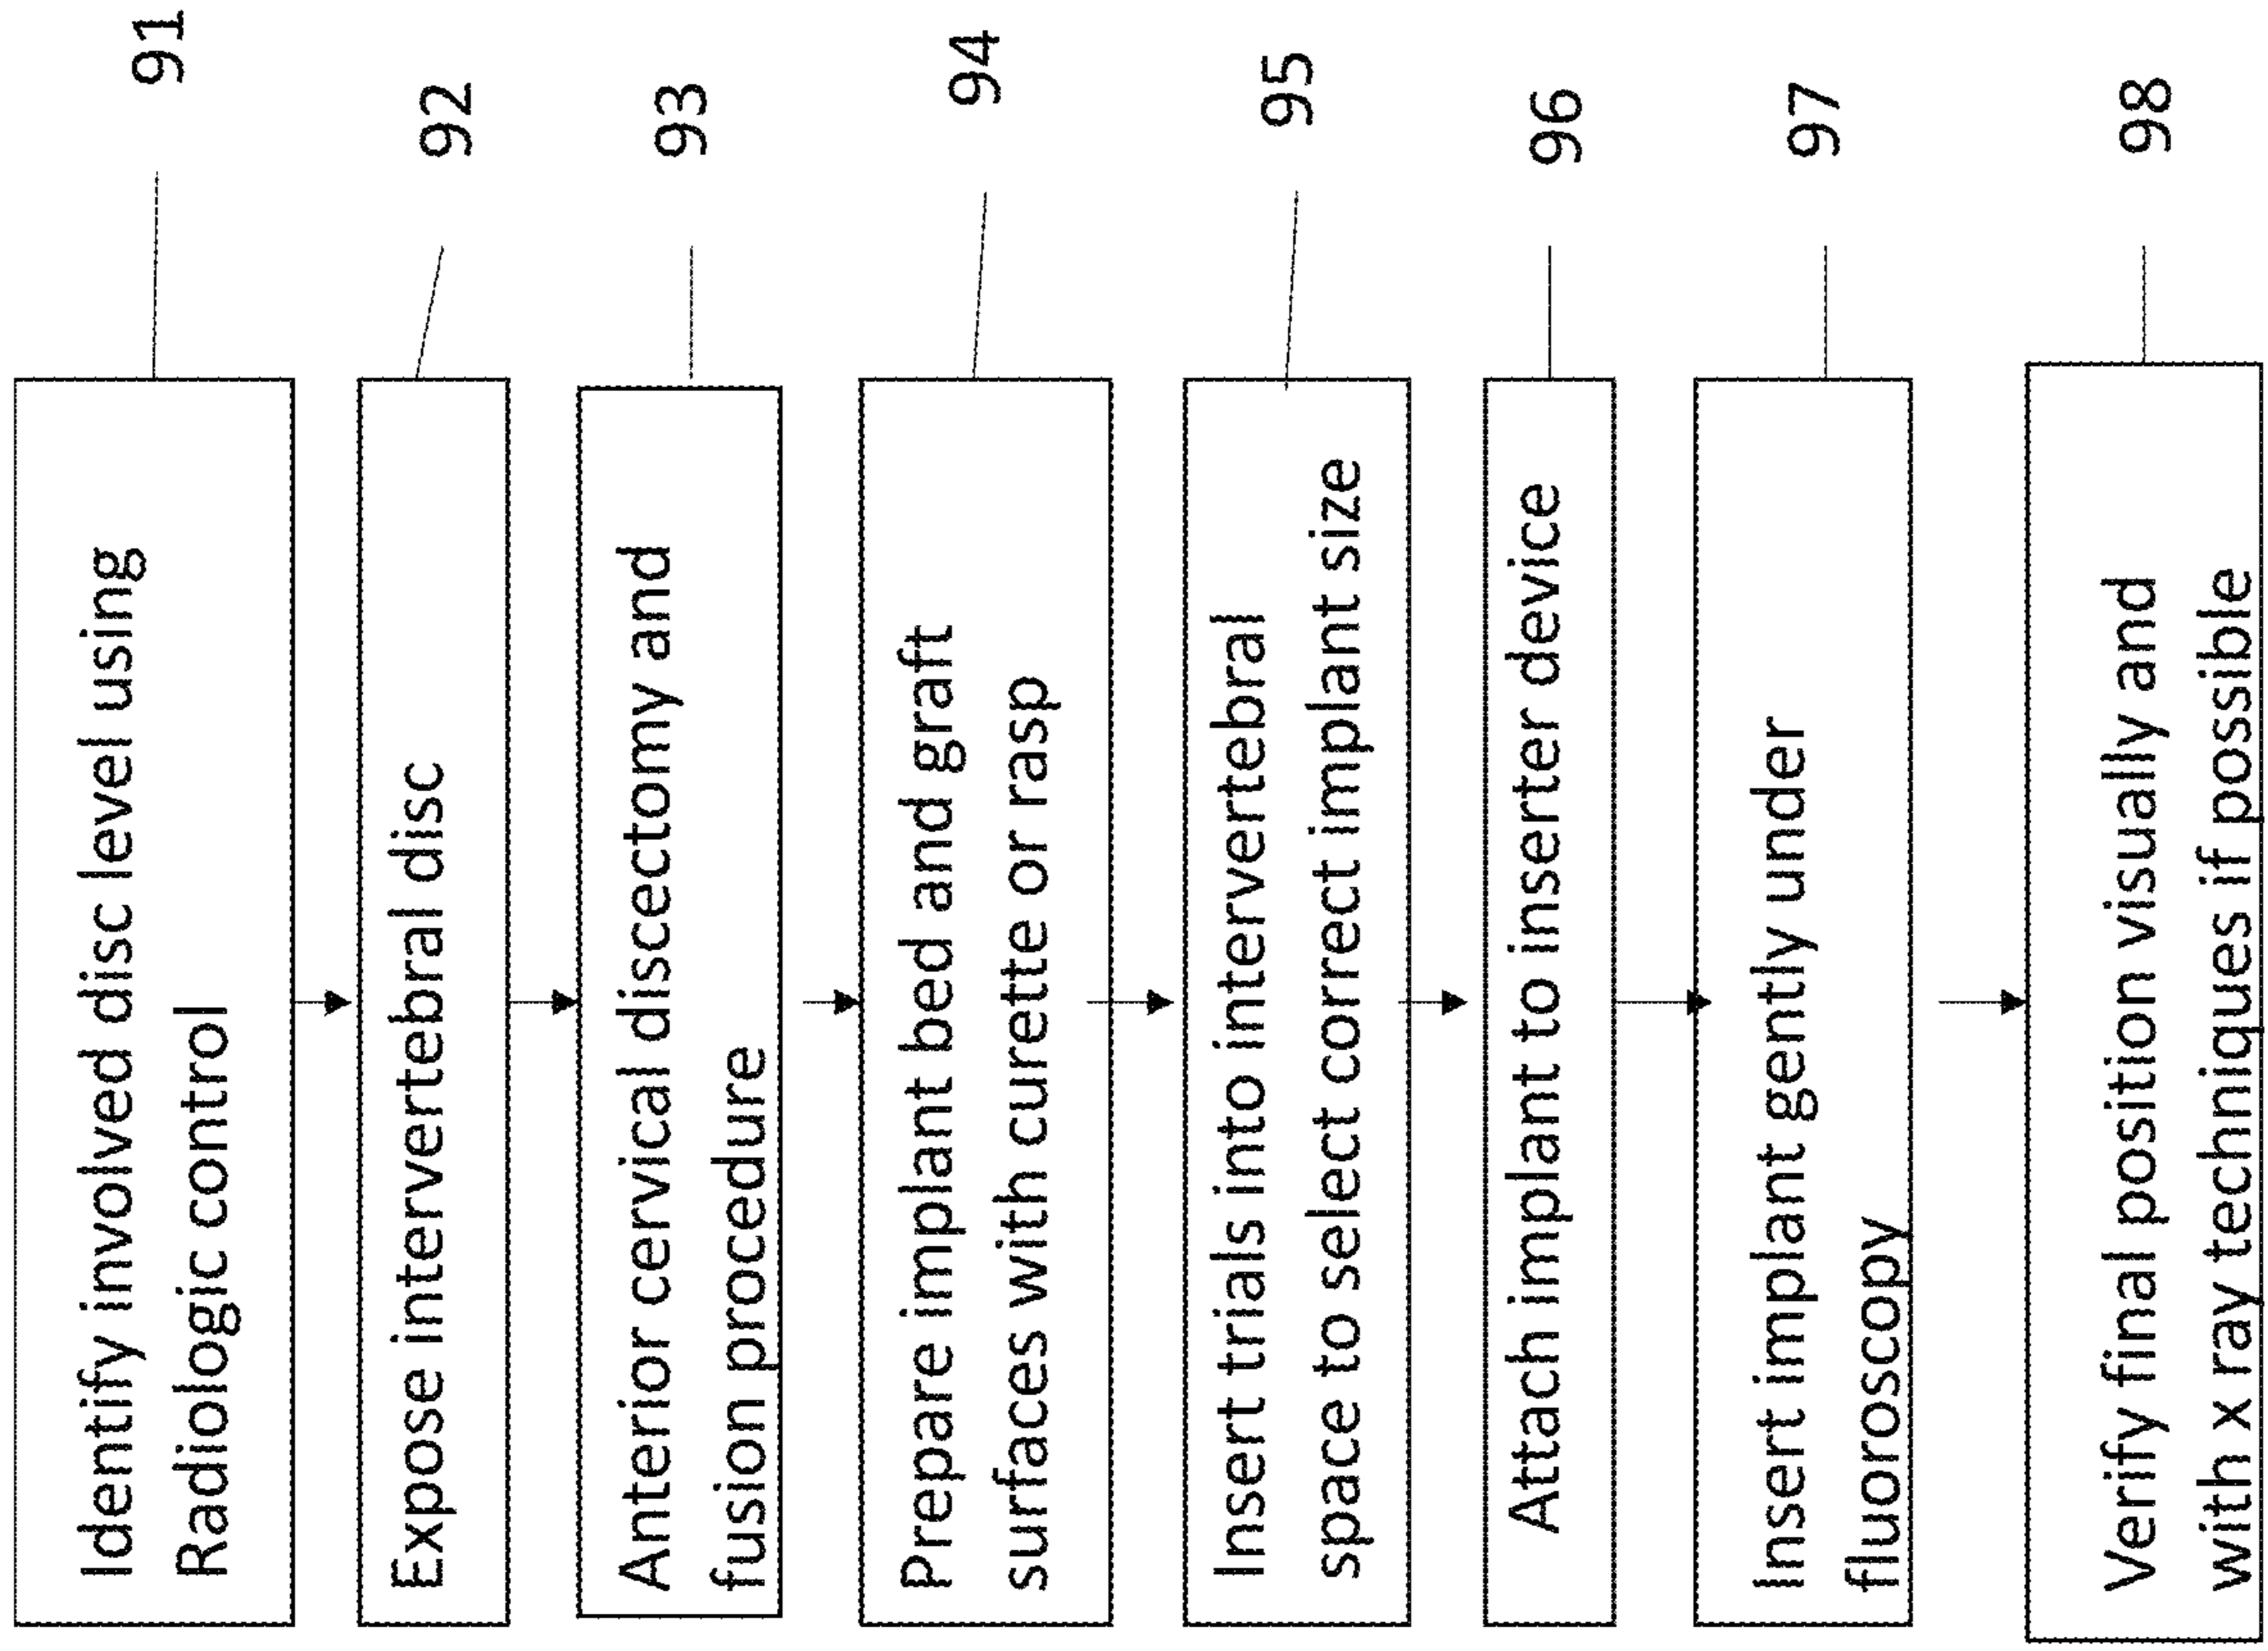 Identify involved disc level using
Radiologic control
91
Expose intervertebral disc
92
Anterior cervical discectomy and
fusion procedure
93
Prepare implant bed and graft
surfaces with curette or rasp
94
Insert trials into intervertebral
space to select correct implant size
95
Attach implant to inserter device
96
Insert implant gently under
fluoroscopy
97
Verify final position visually and
with x ray techniques if possible
98